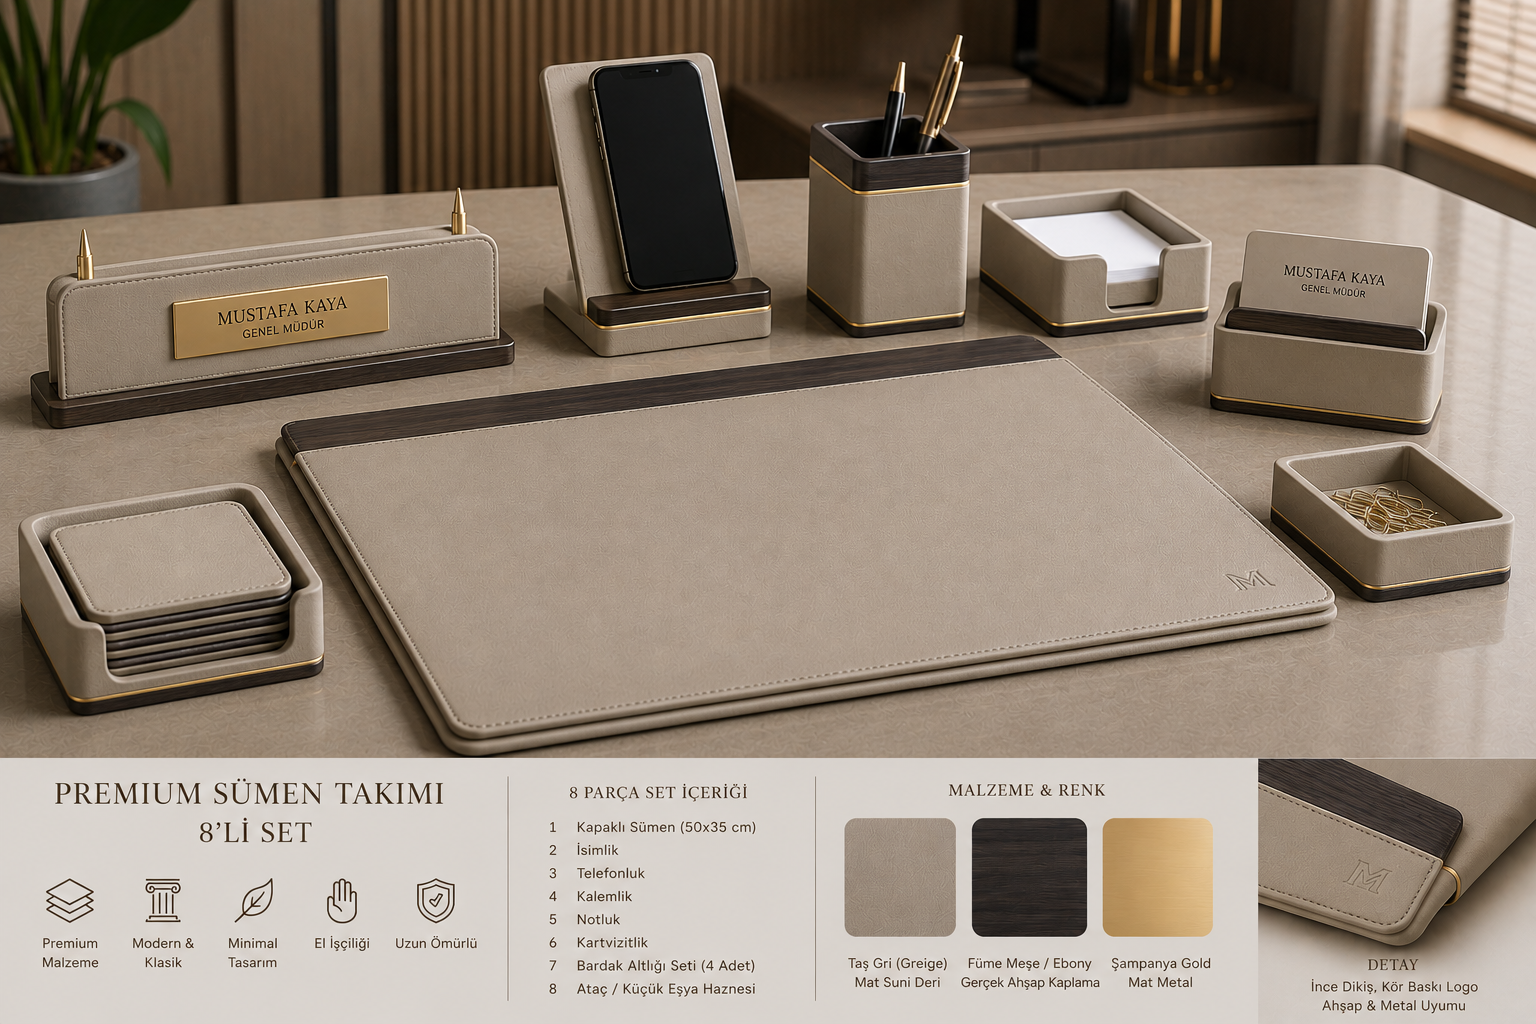 MUSTAFA KAYA
GENEL MÜDÜR
MUSTAFA KAYA
GENEL MÜDÜR
M
PREMIUM SÜMEN TAKIMI
8'Lİ SET
Premium
Malzeme
Modern &
Klasik
Minimal
Tasarım
El İşçiliği
Uzun Ömürlü
8 PARÇA SET İÇERİĞİ
1 Kapaklı Sümen (50x35 cm)
2 İsimlik
3 Telefonluk
4 Kalemlik
5 Notluk
6 Kartvizitlik
7 Bardak Altlığı Seti (4 Adet)
8 Ataç / Küçük Eşya Haznesi
MALZEME & RENK
Taş Gri (Greige)
Mat Suni Deri
Füme Meşe / Ebony
Gerçek Ahşap Kaplama
Şampanya Gold
Mat Metal
M
DETAY
İnce Dikiş, Kör Baskı Logo
Ahşap & Metal Uyumu